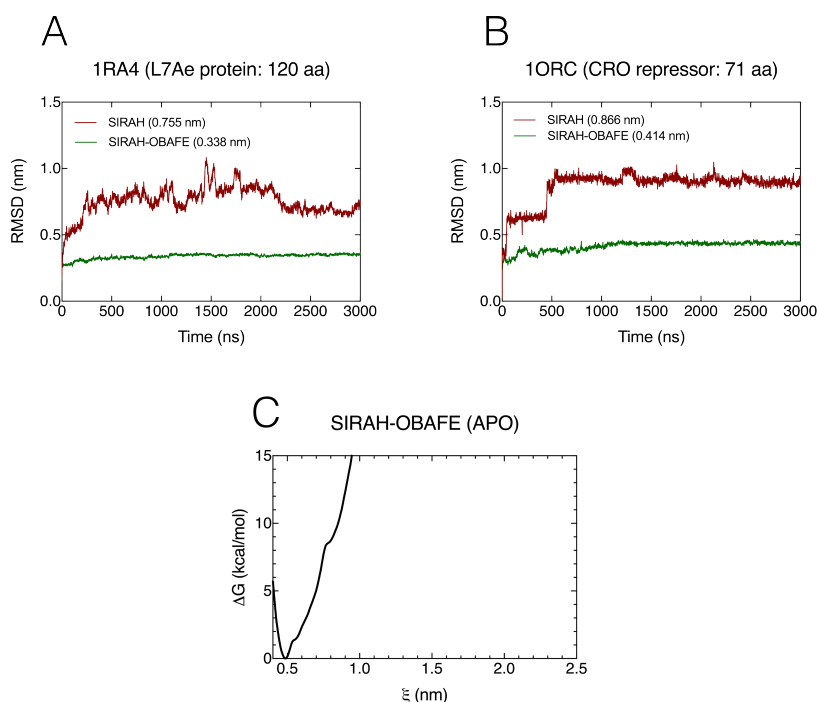 A
1RA4 (L7Ae protein: 120 aa)
1.5
1.0
0.5
0.0
RMSD (nm)
SIRAH (0.755 nm)
SIRAH-OBAFE (0.338 nm)
0 500 1000 1500 2000 2500 3000
Time (ns)
B
1ORC (CRO repressor: 71 aa)
1.5
1.0
0.5
0.0
RMSD (nm)
SIRAH (0.866 nm)
SIRAH-OBAFE (0.414 nm)
0 500 1000 1500 2000 2500 3000
Time (ns)
C
SIRAH-OBAFE (APO)
15
10
5
0
ΔG (kcal/mol)
0.5 1.0 1.5 2.0 2.5
ξ (nm)